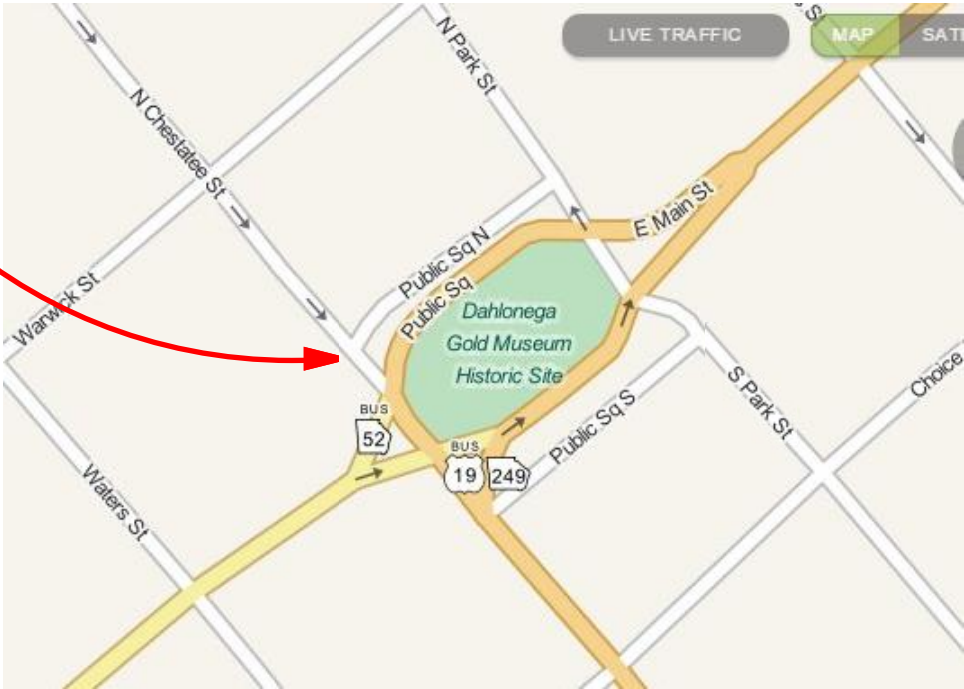 LIVE TRAFFIC
MAP
N Park St
N Chestatee St
E Main St
Public Sq N
Public Sq
Warwick St
Dahlonega
Gold Museum
Historic Site
BUS
52
BUS
19
249
Public Sq S
S Park St
Choice
Waters St